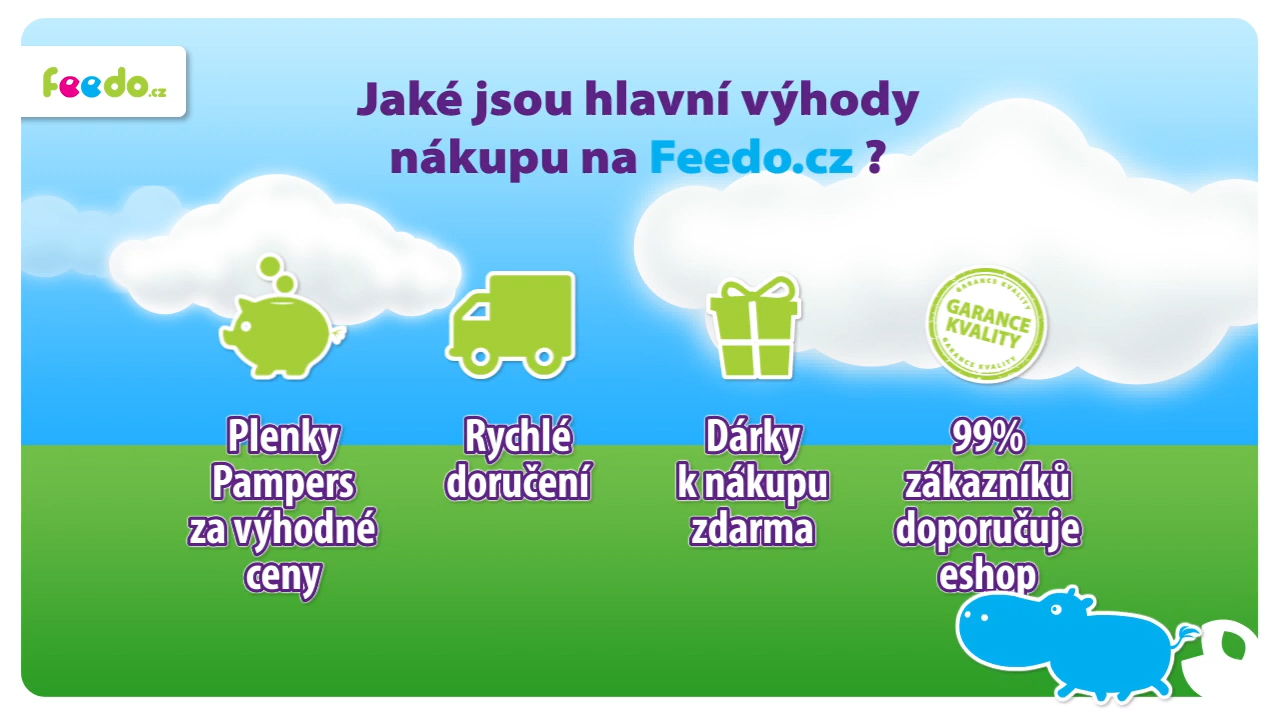 feedo.cz
Jaké jsou hlavní výhody
nákupu na Feedo.cz ?
GARANCE KVALITY
GARANCE
KVALITY
GARANCE KVALITY
Plenky
Pampers
za výhodné
ceny
Rychlé
doručení
Dárky
k nákupu
zdarma
99%
zákazníků
doporučuje
eshop